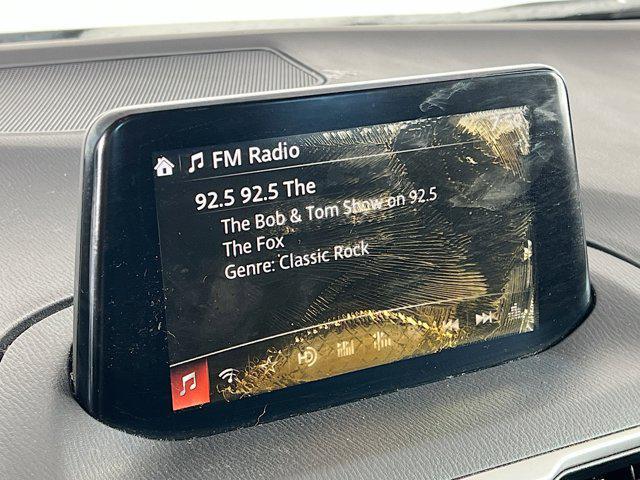 FM Radio
92.5 92.5 The
The Bob & Tom Show on 92.5
The Fox
Genre: Classic Rock
HD